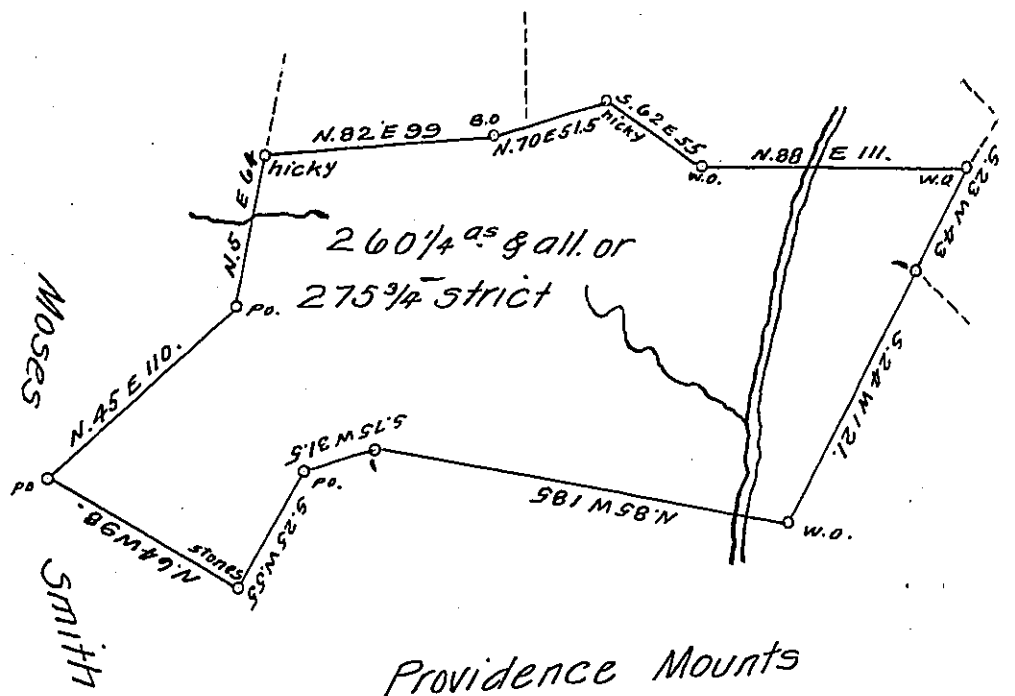 N.82 E 99
B.O
N.70 E 51.5
hicky
S.62 E 55
W.O.
N.88 E 111.
W.O
S.23 W 43
S.24 W 121.
W.O.
N.85 W 185
S.75 W 31.5
PO.
S.25 W.55
stones
N.64 W 98.
PO
N.45 E 110.
PO.
N.5 E 64
hicky
260 1/4 as & all. or
275 3/4 strict
Moses
Smith
Providence Mounts